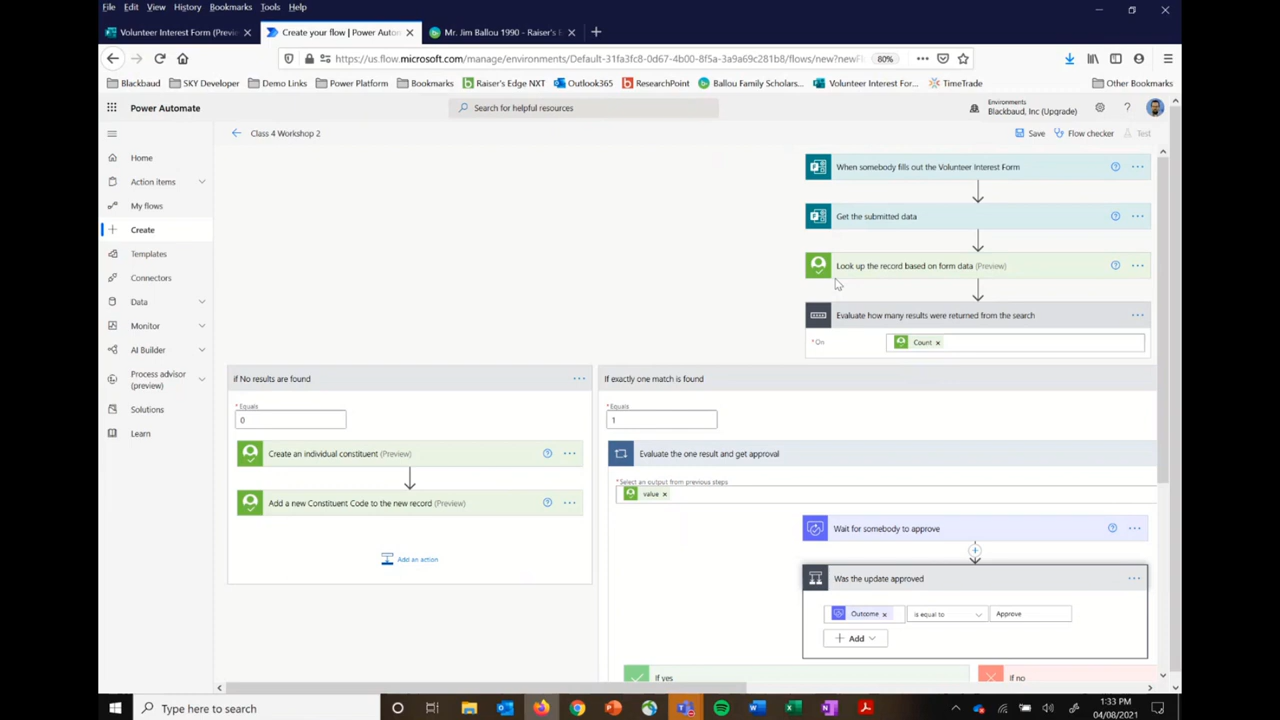 File Edit View History Bookmarks Tools Help
Volunteer Interest Form (Preview × Create your flow | Power Autom × Mr. Jim Ballou 1990 - Raiser's E ×
https://us.flow.microsoft.com/manage/environments/Default-31fa3fc8-0d67-4b00-8f5a-3a9a69c281b8/flows/new?newFl 80%
Blackbaud SKY Developer Demo Links Power Platform Bookmarks Raiser's Edge NXT Outlook365 ResearchPoint Ballou Family Scholars... Volunteer Interest For... TimeTrack Other Bookmarks
Power Automate Search for helpful resources
Environments
Blackbaud, Inc (Upgrade)
Class 4 Workshop 2 Save Flow checker Test
Home
Action items
My flows
Create
Templates
Connectors
Data
Monitor
AI Builder
Process advisor
(preview)
Solutions
Learn
When somebody fills out the Volunteer Interest Form
Get the submitted data
Look up the record based on form data (Preview)
Evaluate how many results were returned from the search
*On Count ×
if No results are found
*Equals
0
Create an individual constituent (Preview)
Add a new Constituent Code to the new record (Preview)
Add an action
If exactly one match is found
*Equals
1
Evaluate the one result and get approval
*Select an output from previous steps
value ×
Wait for somebody to approve
Was the update approved
Outcome × is equal to Approve
+ Add
If yes If no
Type here to search
1:33 PM
04/08/2021